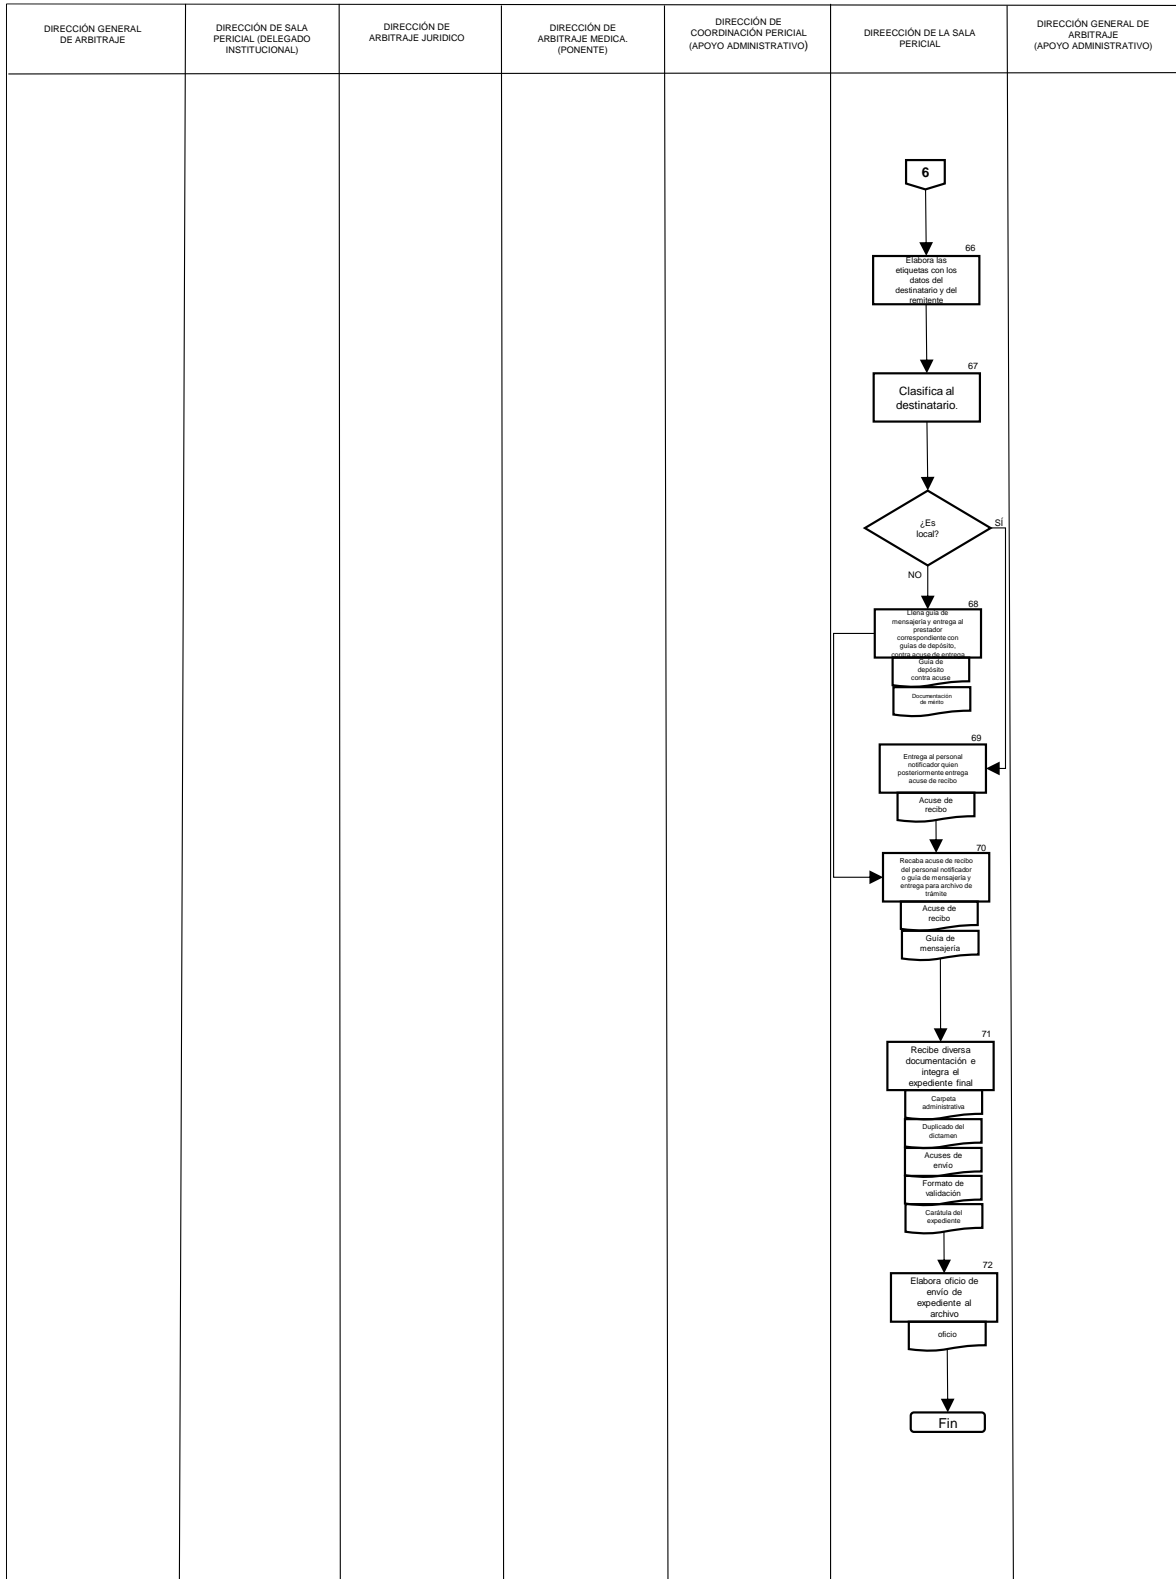 DIRECCIÓN GENERAL
DE ARBITRAJE
DIRECCIÓN DE SALA
PERICIAL (DELEGADO
INSTITUCIONAL)
DIRECCIÓN DE
ARBITRAJE JURIDICO
DIRECCIÓN DE
ARBITRAJE MEDICA.
(PONENTE)
DIRECCIÓN DE
COORDINACIÓN PERICIAL
(APOYO ADMINISTRATIVO)
DIREECCIÓN DE LA SALA
PERICIAL
DIRECCIÓN GENERAL DE
ARBITRAJE
(APOYO ADMINISTRATIVO)
6
66
Elabora las
etiquetas con los
datos del
destinatario y del
remitente
67
Clasifica al
destinatario.
¿Es
local?
SÍ
NO
68
Llena guía de
mensajería y entrega al
prestador
correspondiente con
guías de depósito,
contra acuse de entrega
Guía de
depósito
contra acuse
Documentación
de mérito
69
Entrega al personal
notificador quien
posteriormente entrega
acuse de recibo
Acuse de
recibo
70
Recaba acuse de recibo
del personal notificador
o guía de mensajería y
entrega para archivo de
trámite
Acuse de
recibo
Guía de
mensajería
71
Recibe diversa
documentación e
integra el
expediente final
Carpeta
administrativa
Duplicado del
dictamen
Acuses de
envío
Formato de
validación
Carátula del
expediente
72
Elabora oficio de
envío de
expediente al
archivo
oficio
Fin